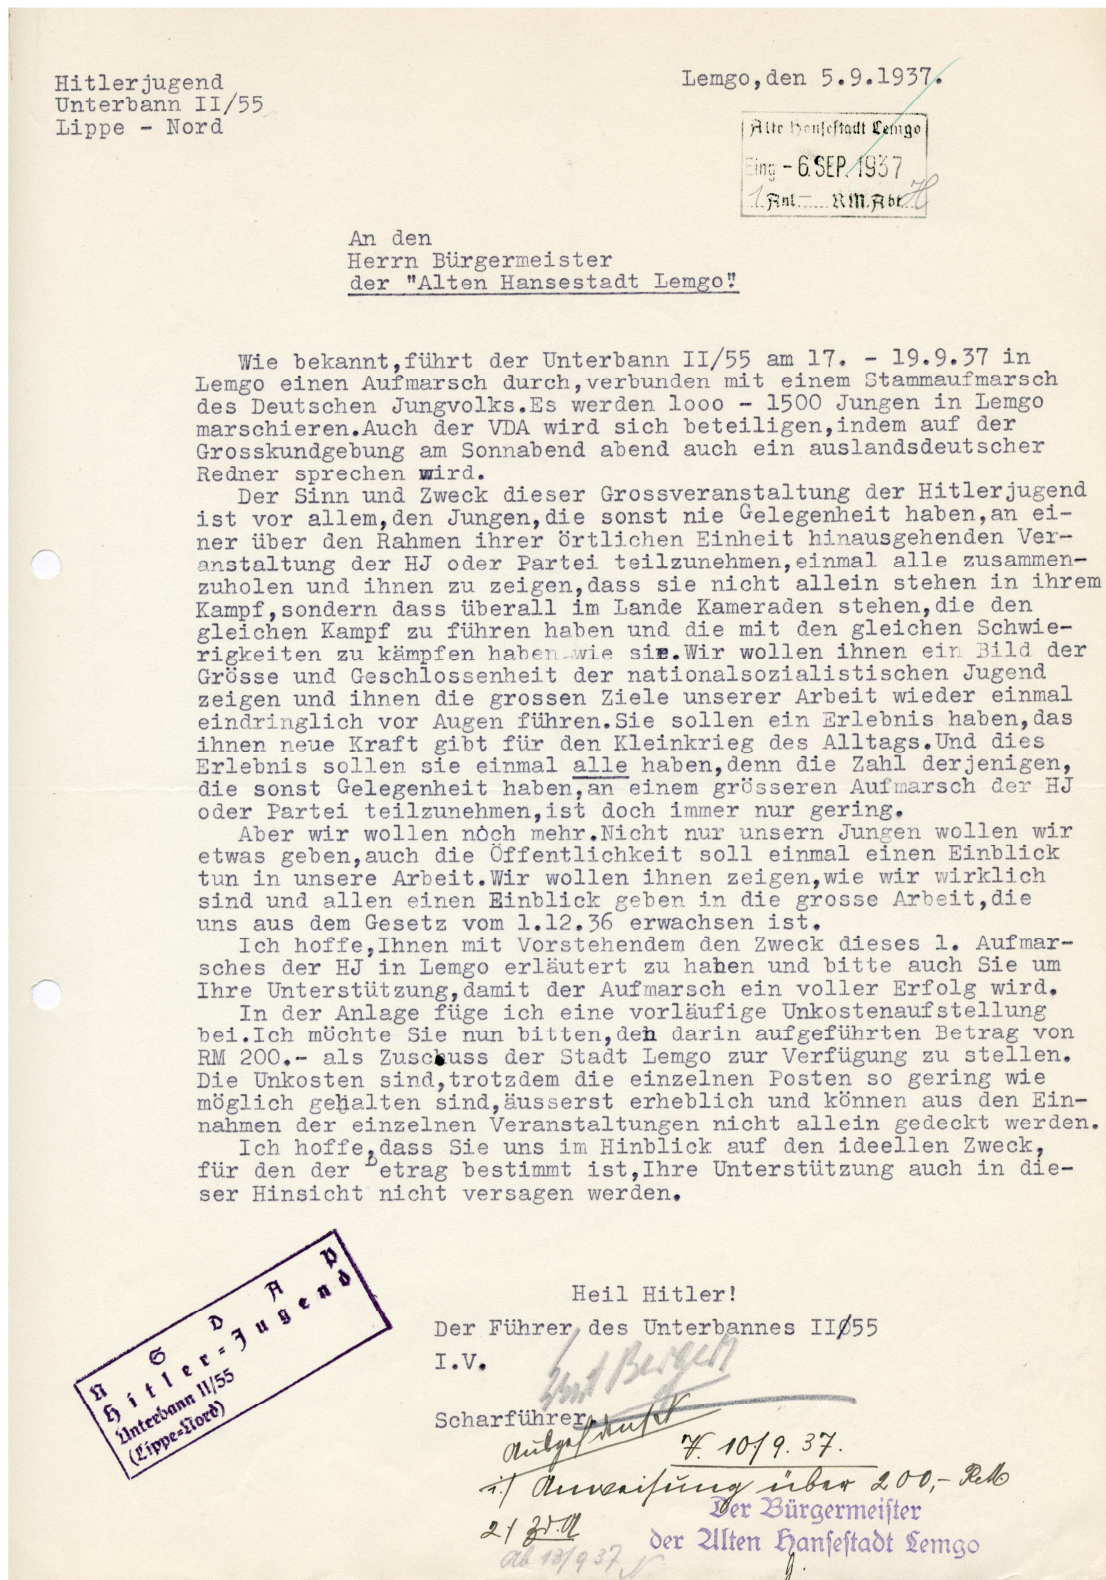 Hitlerjugend
Unterbann II/55
Lippe - Nord
Lemgo,den 5.9.1937.
Alte Hansestadt Lemgo
Eing - 6. SEP. 1937
1 Anl. — RM. Abt. H
An den
Herrn Bürgermeister
der "Alten Hansestadt Lemgo".
Wie bekannt,führt der Unterbann II/55 am 17. - 19.9.37 in
Lemgo einen Aufmarsch durch,verbunden mit einem Stammaufmarsch
des Deutschen Jungvolks.Es werden 1ooo - 1500 Jungen in Lemgo
marschieren.Auch der VDA wird sich beteiligen,indem auf der
Grosskundgebung am Sonnabend abend auch ein auslandsdeutscher
Redner sprechen wird.
Der Sinn und Zweck dieser Grossveranstaltung der Hitlerjugend
ist vor allem,den Jungen,die sonst nie Gelegenheit haben,an ei-
ner über den Rahmen ihrer örtlichen Einheit hinausgehenden Ver-
anstaltung der HJ oder Partei teilzunehmen,einmal alle zusammen-
zuholen und ihnen zu zeigen,dass sie nicht allein stehen in ihrem
Kampf,sondern dass überall im Lande Kameraden stehen,die den
gleichen Kampf zu führen haben und die mit den gleichen Schwie-
rigkeiten zu kämpfen haben wie sie.Wir wollen ihnen ein Bild der
Grösse und Geschlossenheit der nationalsozialistischen Jugend
zeigen und ihnen die grossen Ziele unserer Arbeit wieder einmal
eindringlich vor Augen führen.Sie sollen ein Erlebnis haben,das
ihnen neue Kraft gibt für den Kleinkrieg des Alltags.Und dies
Erlebnis sollen sie einmal alle haben,denn die Zahl derjenigen,
die sonst Gelegenheit haben,an einem grösseren Aufmarsch der HJ
oder Partei teilzunehmen,ist doch immer nur gering.
Aber wir wollen noch mehr.Nicht nur unsern Jungen wollen wir
etwas geben,auch die Öffentlichkeit soll einmal einen Einblick
tun in unsere Arbeit.Wir wollen ihnen zeigen,wie wir wirklich
sind und allen einen Einblick geben in die grosse Arbeit,die
uns aus dem Gesetz vom 1.12.36 erwachsen ist.
Ich hoffe,Ihnen mit Vorstehendem den Zweck dieses 1. Aufmar-
sches der HJ in Lemgo erläutert zu haben und bitte auch Sie um
Ihre Unterstützung,damit der Aufmarsch ein voller Erfolg wird.
In der Anlage füge ich eine vorläufige Unkostenaufstellung
bei.Ich möchte Sie nun bitten,den darin aufgeführten Betrag von
RM 200.- als Zuschuss der Stadt Lemgo zur Verfügung zu stellen.
Die Unkosten sind,trotzdem die einzelnen Posten so gering wie
möglich gehalten sind,äusserst erheblich und können aus den Ein-
nahmen der einzelnen Veranstaltungen nicht allein gedeckt werden.
Ich hoffe,dass Sie uns im Hinblick auf den ideellen Zweck,
für den der Betrag bestimmt ist,Ihre Unterstützung auch in die-
ser Hinsicht nicht versagen werden.
Heil Hitler!
Der Führer des Unterbannes II/55
I.V.
Scharführer.
N S D A P
Hitler-Jugend
Unterbann II/55
(Lippe-Nord)
10/9. 37.
1) Anweisung über 200,- RM
2) z.d.A
Der Bürgermeister
der Alten Hansestadt Lemgo
ab 13/9 37